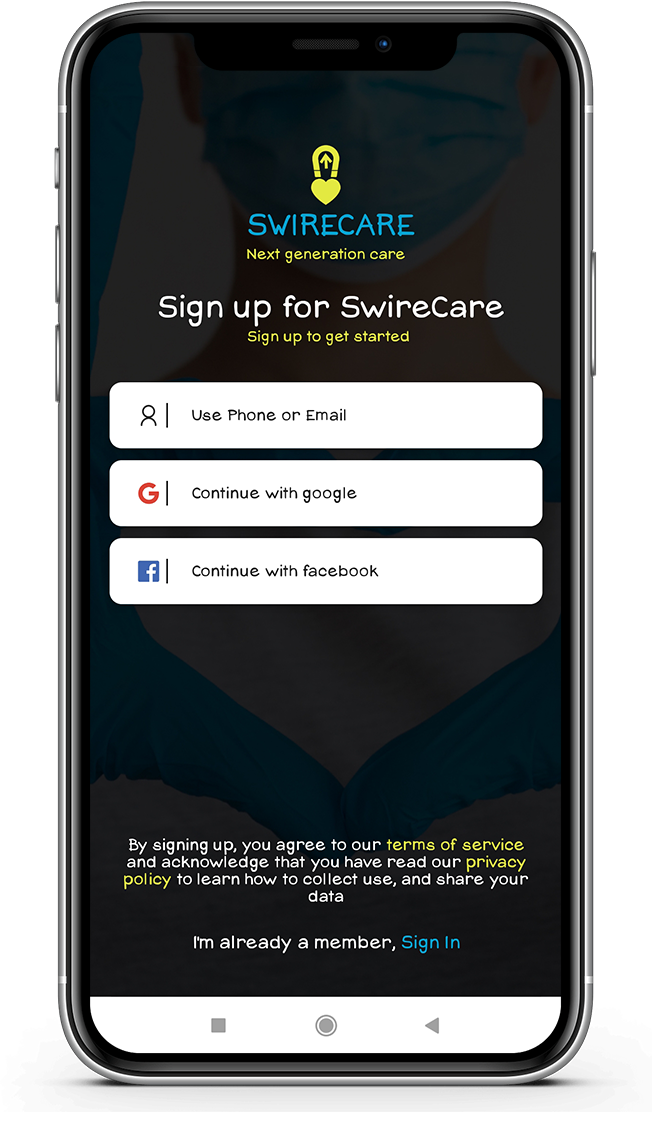 SWIRECARE
Next generation care
Sign up for SwireCare
Sign up to get started
Use Phone or Email
Continue with google
Continue with facebook
By signing up, you agree to our terms of service
and acknowledge that you have read our privacy
policy to learn how to collect use, and share your
data
I'm already a member, Sign In